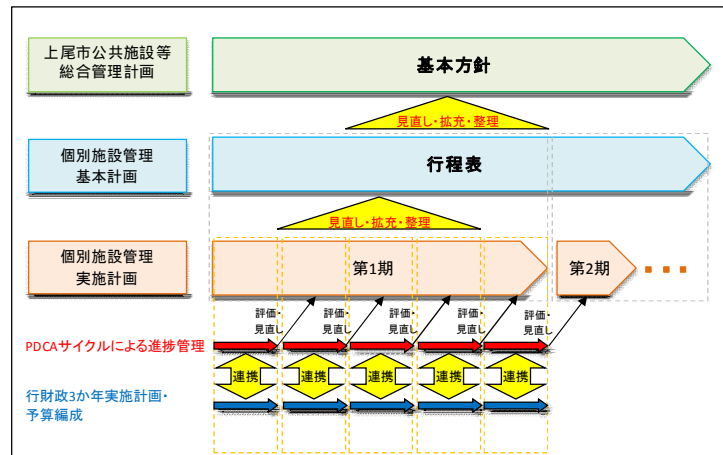 上尾市公共施設等
総合管理計画
基本方針
見直し・拡充・整理
個別施設管理
基本計画
行程表
見直し・拡充・整理
個別施設管理
実施計画
第1期
第2期
評価・
見直し
評価・
見直し
評価・
見直し
評価・
見直し
評価・
見直し
PDCAサイクルによる進捗管理
連携
連携
連携
連携
連携
行財政3か年実施計画・
予算編成